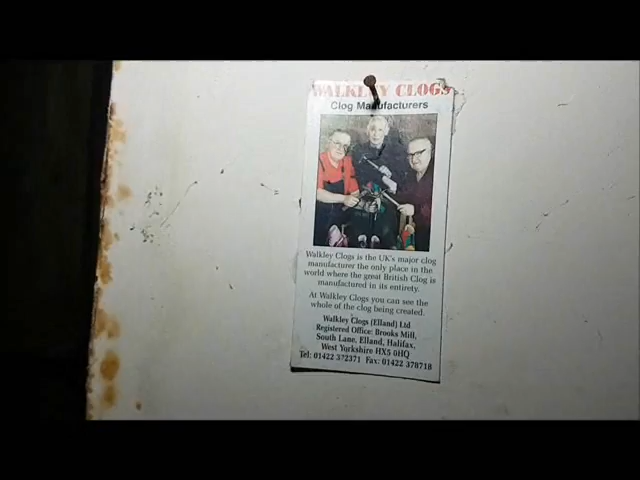 WALKLEY CLOGS
Clog Manufacturers
Walkley Clogs is the UK's major clog
manufacturer the only place in the
world where the great British Clog is
manufactured in its entirety.
At Walkley Clogs you can see the
whole of the clog being created.
Walkley Clogs (Elland) Ltd
Registered Office: Brooks Mill,
South Lane, Elland, Halifax,
West Yorkshire HX5 0HQ
Tel: 01422 372371 Fax: 01422 378718